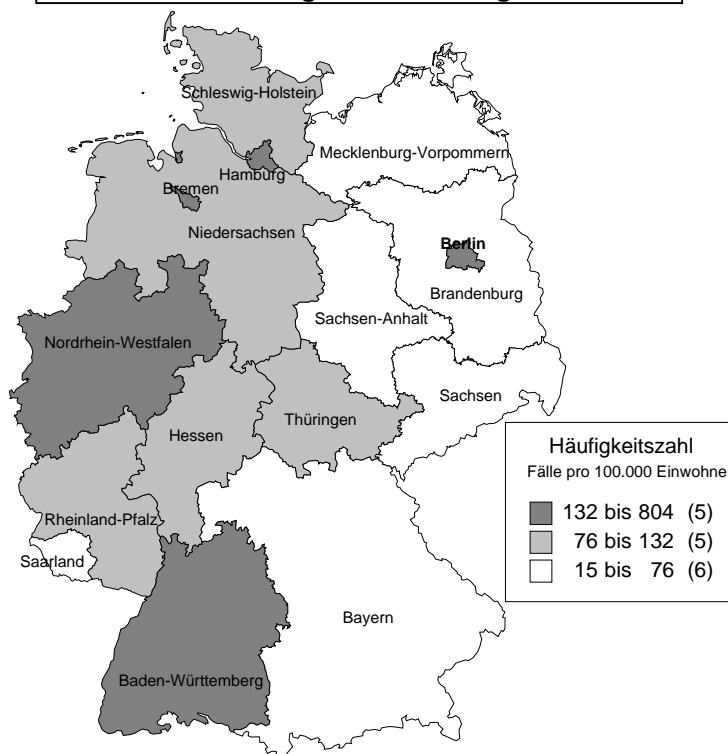 Schleswig-Holstein
Mecklenburg-Vorpommern
Hamburg
Bremen
Niedersachsen
Berlin
Brandenburg
Sachsen-Anhalt
Nordrhein-Westfalen
Sachsen
Thüringen
Hessen
Häufigkeitszahl
Fälle pro 100.000 Einwohne
132 bis 804 (5)
76 bis 132 (5)
15 bis 76 (6)
Rheinland-Pfalz
Saarland
Bayern
Baden-Württemberg